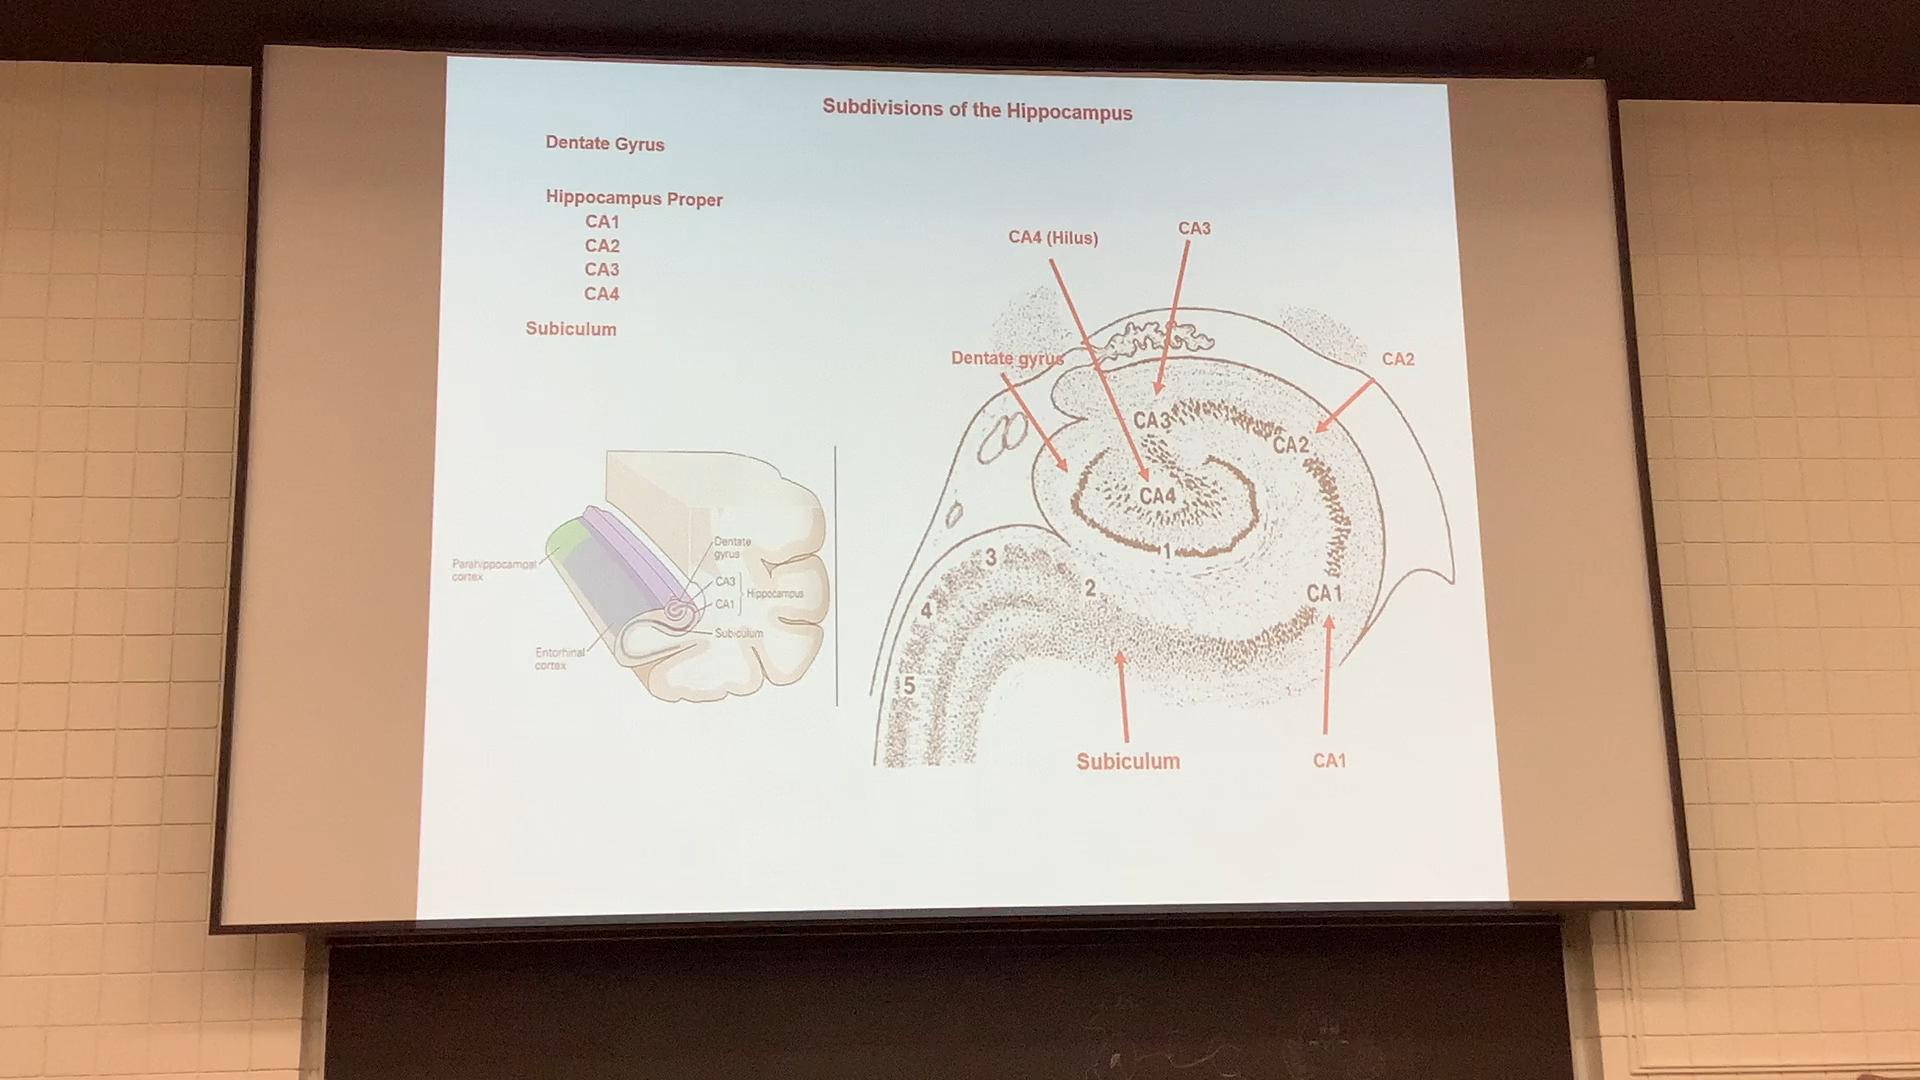 Subdivisions of the Hippocampus
Dentate Gyrus
Hippocampus Proper
CA1
CA2
CA3
CA4
Subiculum
CA4 (Hilus)
CA3
Dentate gyrus
CA2
CA3
CA2
CA4
1
3
2
4
CA1
5
Subiculum
CA1
Dentate
gyrus
Parahippocampal
cortex
CA3
Hippocampus
CA1
Subiculum
Entorhinal
cortex